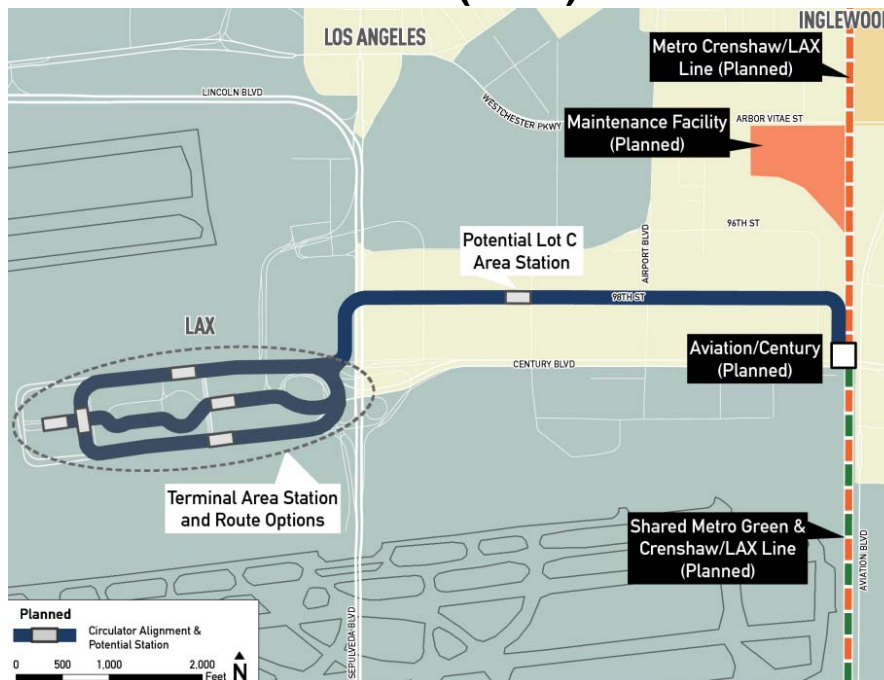 INGLEWOOD
LOS ANGELES
Metro Crenshaw/LAX
Line (Planned)
LINCOLN BLVD
WESTCHESTER PKWY
ARBOR VITAE ST
Maintenance Facility
(Planned)
96TH ST
Potential Lot C
Area Station
AIRPORT BLVD
98TH ST
LAX
Aviation/Century
(Planned)
CENTURY BLVD
Terminal Area Station
and Route Options
Shared Metro Green &
Crenshaw/LAX Line
(Planned)
AVIATION BLVD
SEPULVEDA BLVD
Planned
Circulator Alignment &
Potential Station
0 500 1,000 2,000
Feet N